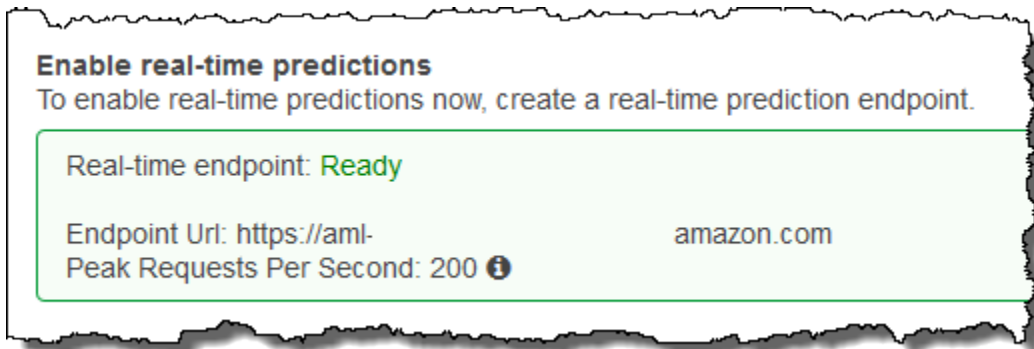 Enable real-time predictions
To enable real-time predictions now, create a real-time prediction endpoint.
Real-time endpoint: Ready
Endpoint Url: https://aml- amazon.com
Peak Requests Per Second: 200